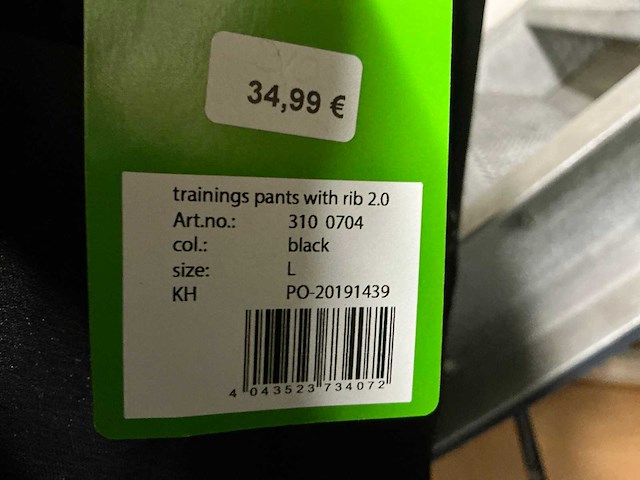 34,99 €
trainings pants with rib 2.0
Art.no.: 310 0704
col.: black
size: L
KH PO-20191439
4 043523 734072